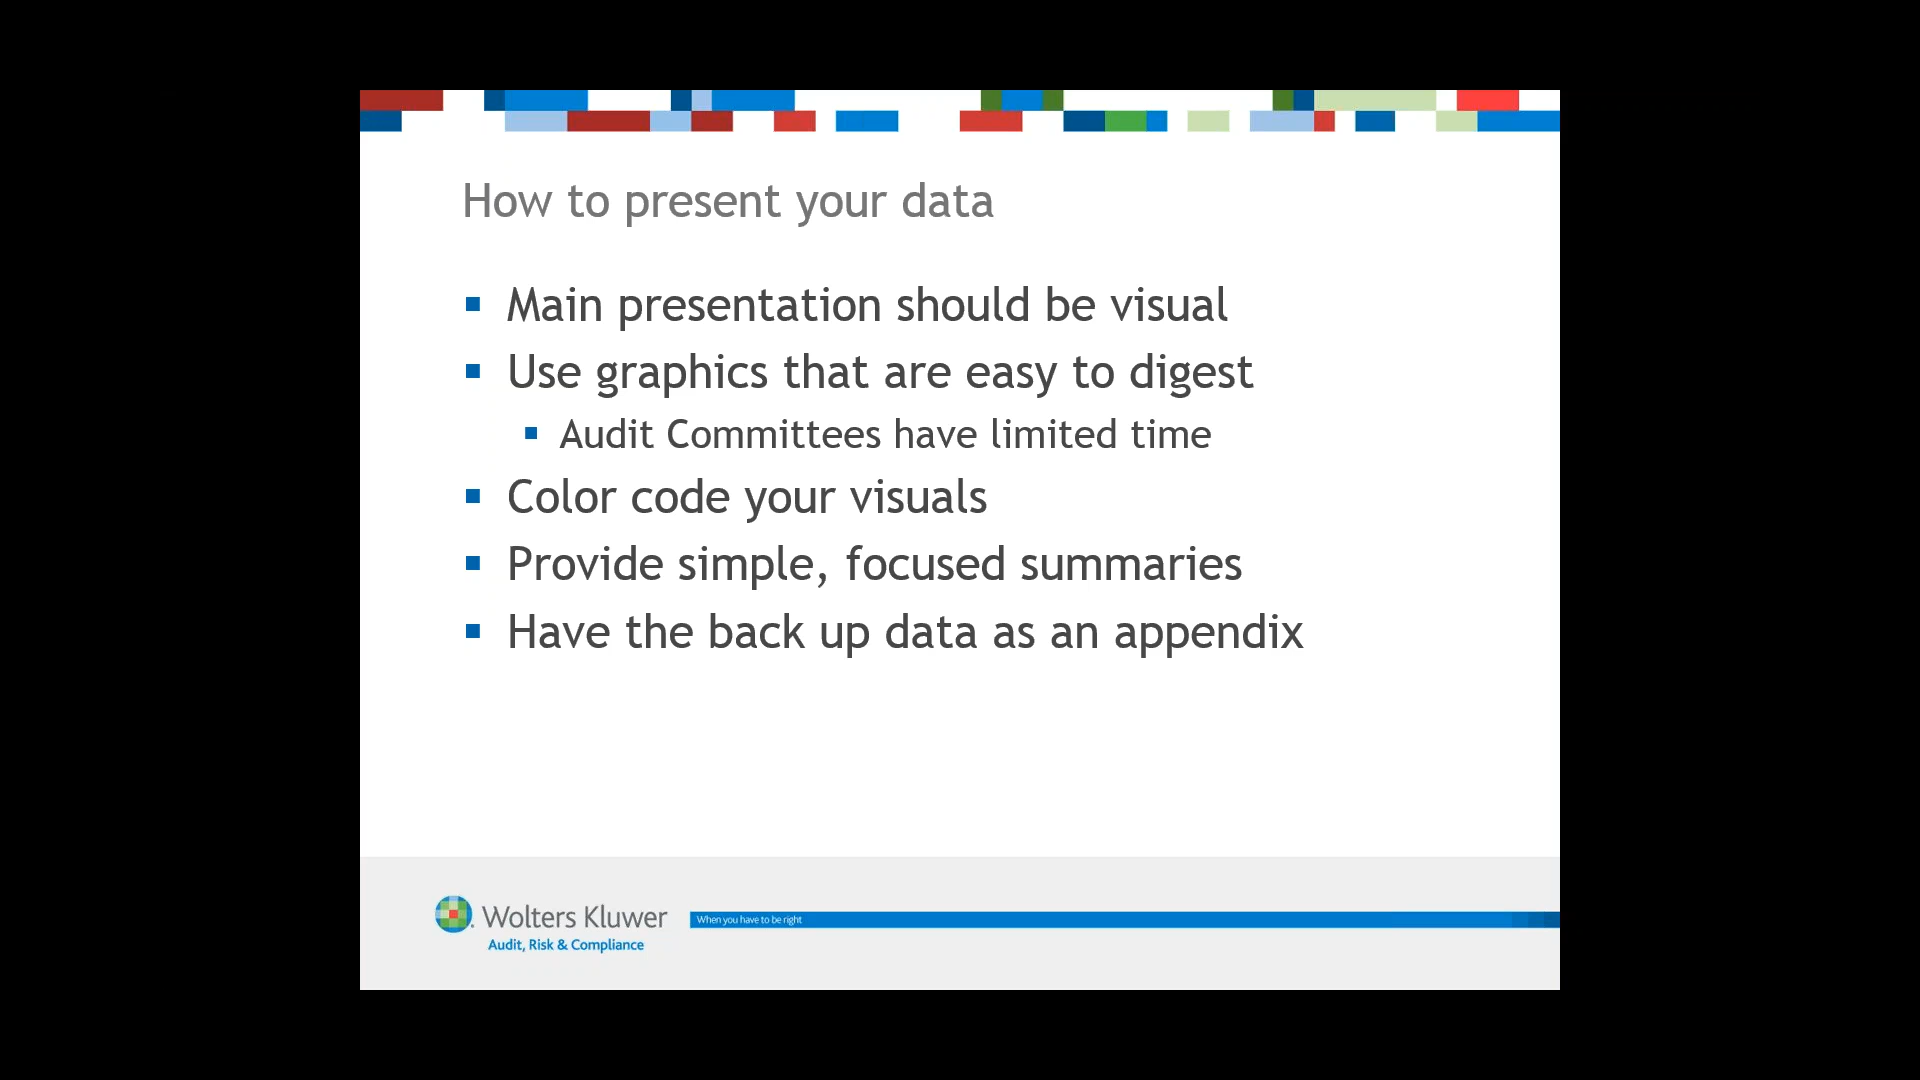 How to present your data
Main presentation should be visual
Use graphics that are easy to digest
Audit Committees have limited time
Color code your visuals
Provide simple, focused summaries
Have the back up data as an appendix
Wolters Kluwer
When you have to be right
Audit, Risk & Compliance